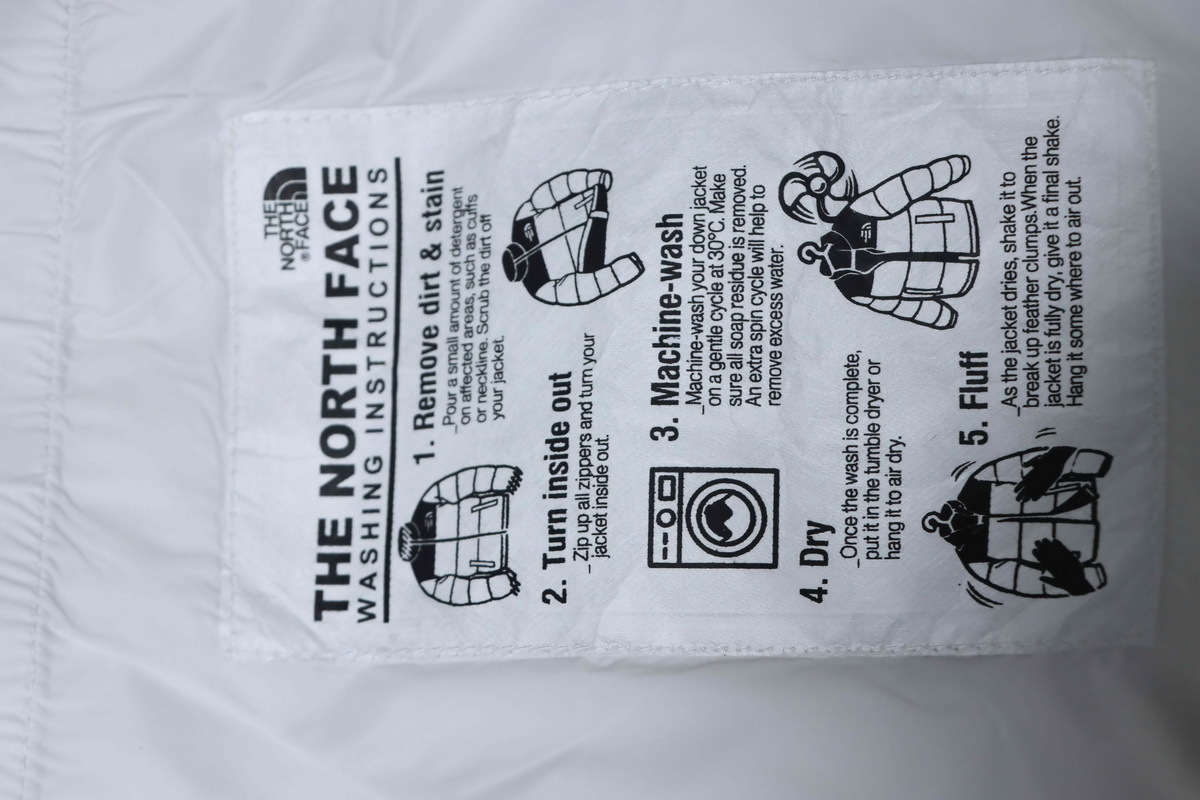 THE
NORTH
®FACE
THE NORTH FACE
WASHING INSTRUCTIONS
1. Remove dirt & stain
_Pour a small amount of detergent
on affected areas, such as cuffs
or neckline. Scrub the dirt off
your jacket.
2. Turn inside out
_ Zip up all zippers and turn your
jacket inside out.
3. Machine-wash
_Machine-wash your down jacket
on a gentle cycle at 30°C. Make
sure all soap residue is removed.
An extra spin cycle will help to
remove excess water.
4. Dry
_Once the wash is complete,
put it in the tumble dryer or
hang it to air dry.
5. Fluff
_As the jacket dries, shake it to
break up feather clumps.When the
jacket is fully dry, give it a final shake.
Hang it some where to air out.